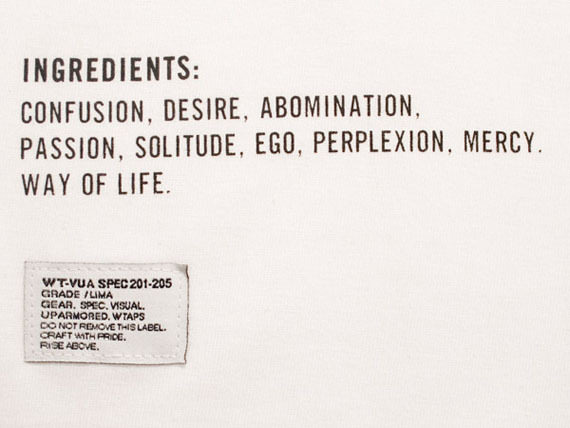 INGREDIENTS:
CONFUSION, DESIRE, ABOMINATION,
PASSION, SOLITUDE, EGO, PERPLEXION, MERCY.
WAY OF LIFE.
WT-VUA SPEC 201-205
GRADE / LIMA
GEAR. SPEC. VISUAL.
UPARMORED. WTAPS
DO NOT REMOVE THIS LABEL.
CRAFT WITH PRIDE.
RISE ABOVE.